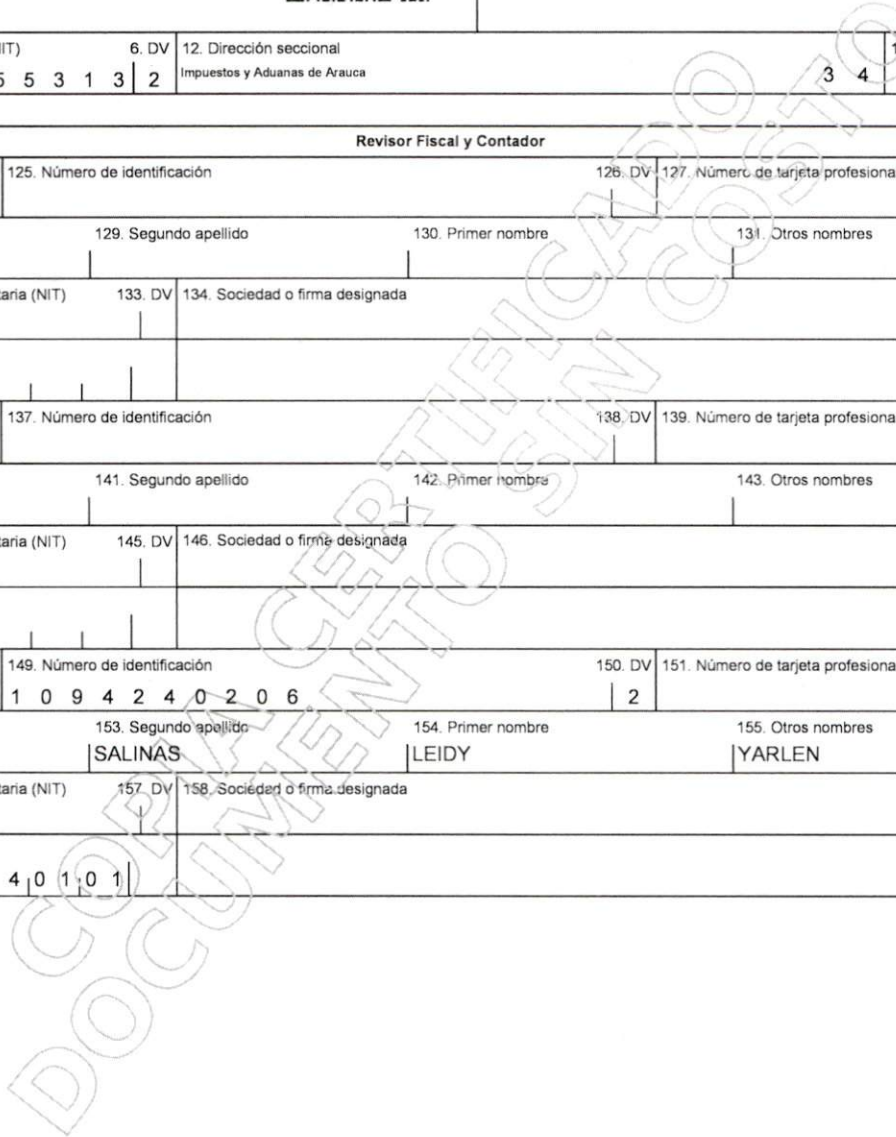 IT) 6. DV 12. Dirección seccional
5 5 3 1 3 2 Impuestos y Aduanas de Arauca 3 4
Revisor Fiscal y Contador
125. Número de identificación 126. DV 127. Número de tarjeta profesiona
129. Segundo apellido 130. Primer nombre 131. Otros nombres
taria (NIT) 133. DV 134. Sociedad o firma designada
137. Número de identificación 138. DV 139. Número de tarjeta profesiona
141. Segundo apellido 142. Primer nombre 143. Otros nombres
taria (NIT) 145. DV 146. Sociedad o firma designada
149. Número de identificación 150. DV 151. Número de tarjeta profesiona
1 0 9 4 2 4 0 2 0 6 2
153. Segundo apellido 154. Primer nombre 155. Otros nombres
SALINAS LEIDY YARLEN
taria (NIT) 157. DV 158. Sociedad o firma designada
4 0 1 0 1
COPIA CERTIFICADO
DOCUMENTO SIN COSTO